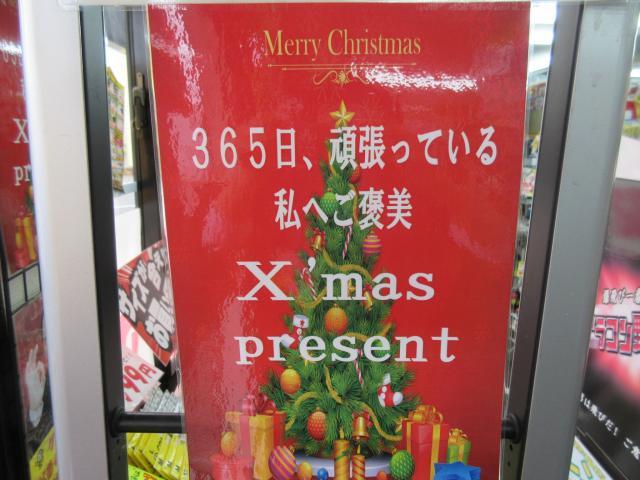 Merry Christmas
365日、頑張っている
私へご褒美
X'mas
present